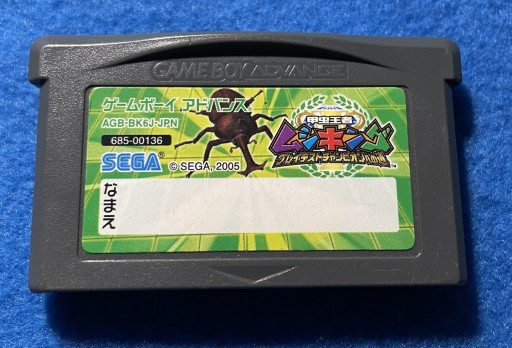 GAME BOY ADVANCE
ゲームボーイ アドバンス
AGB-BK6J-JPN
685-00136
SEGA®
© SEGA, 2005
甲虫王者
ムシキング
グレイテストチャンピオンへの道
なまえ